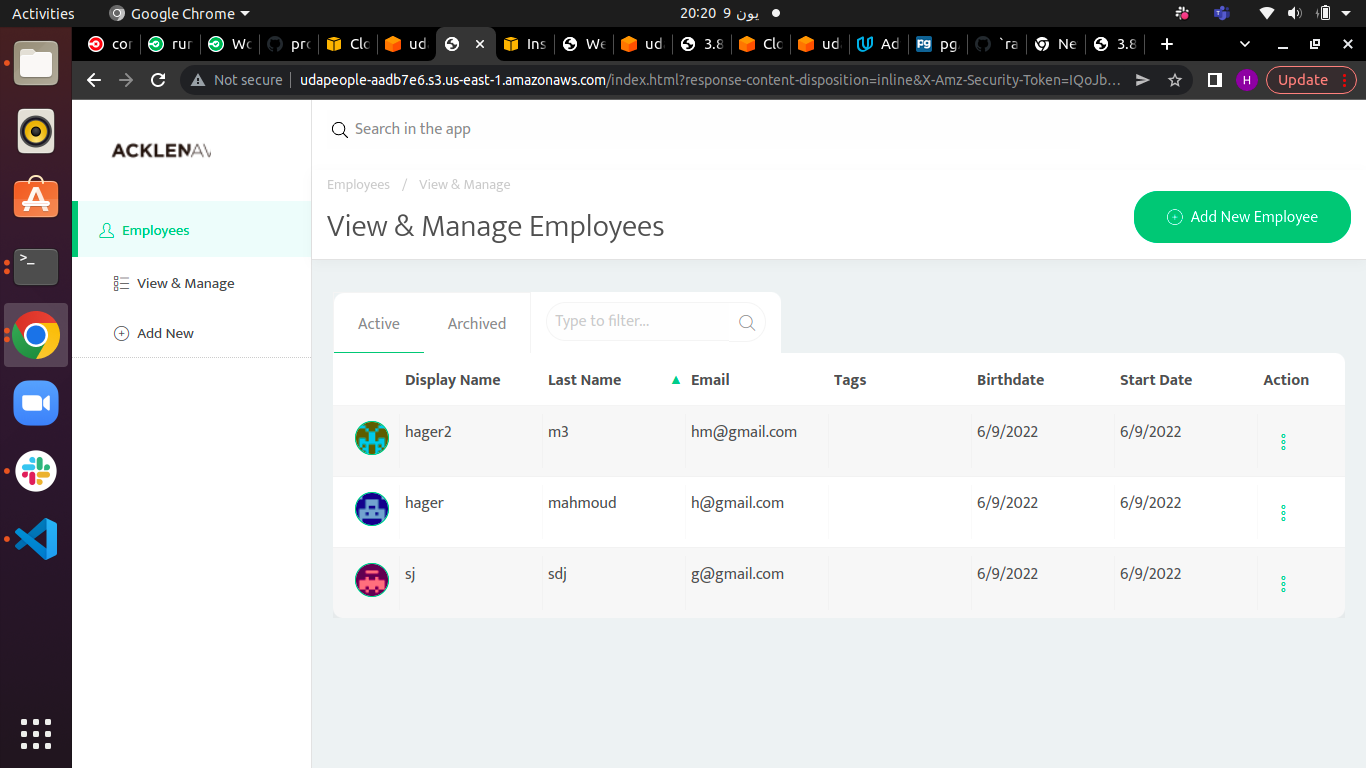 Activities
Google Chrome
20:20 9 يون
cor
rur
Wo
pro
Clo
uda
Ins
We
uda
3.8
Clo
uda
Ad
pg
pg
`ra
Ne
3.8
Not secure
udapeople-aadb7e6.s3.us-east-1.amazonaws.com/index.html?response-content-disposition=inline&X-Amz-Security-Token=IQoJb…
H
Update
ACKLENAV
Search in the app
Employees / View & Manage
View & Manage Employees
Add New Employee
Employees
View & Manage
Add New
Active
Archived
Type to filter...
Display Name
Last Name
Email
Tags
Birthdate
Start Date
Action
hager2
m3
hm@gmail.com
6/9/2022
6/9/2022
hager
mahmoud
h@gmail.com
6/9/2022
6/9/2022
sj
sdj
g@gmail.com
6/9/2022
6/9/2022